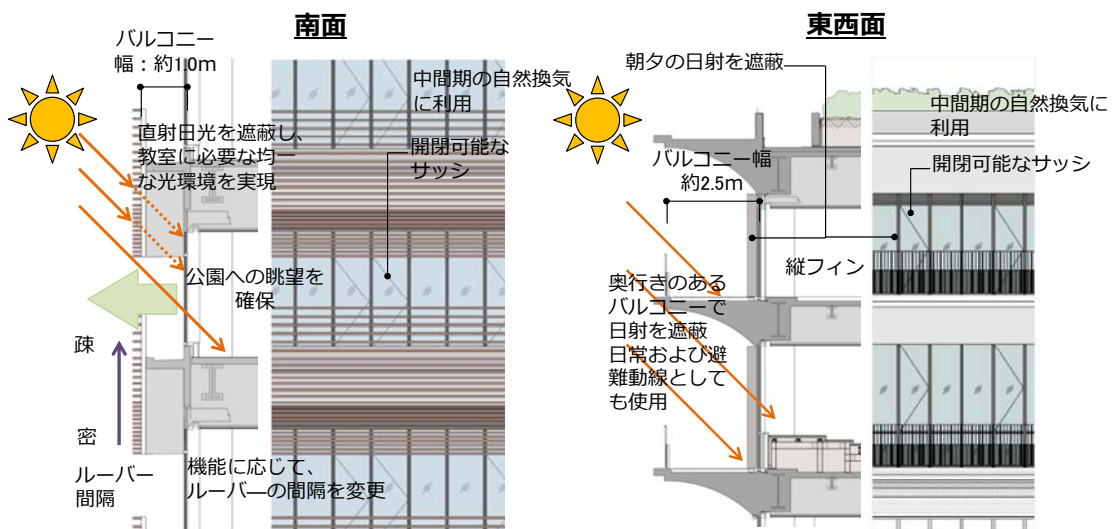 南面
バルコニー
幅：約1.0m
中間期の自然換気
に利用
直射日光を遮蔽し、
教室に必要な均一
な光環境を実現
開閉可能な
サッシ
公園への眺望を
確保
疎
密
ルーバー
間隔
機能に応じて、
ルーバーの間隔を変更
東西面
朝夕の日射を遮蔽
中間期の自然換気に
利用
バルコニー幅
約2.5m
開閉可能なサッシ
縦フィン
奥行きのある
バルコニーで
日射を遮蔽
日常および避
難動線として
も使用